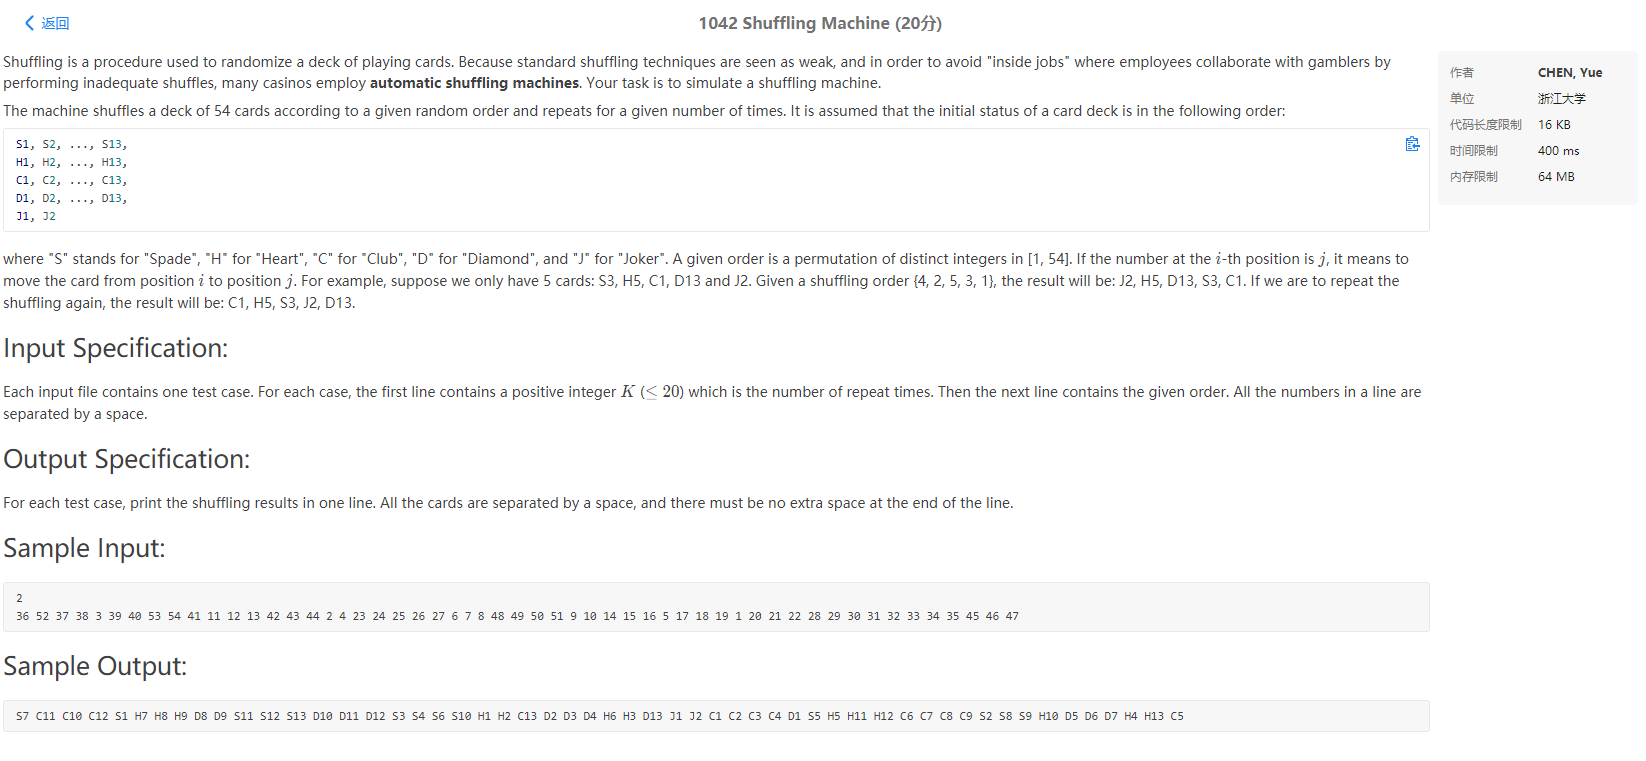 返回
1042 Shuffling Machine (20分)
Shuffling is a procedure used to randomize a deck of playing cards. Because standard shuffling techniques are seen as weak, and in order to avoid "inside jobs" where employees collaborate with gamblers by
performing inadequate shuffles, many casinos employ automatic shuffling machines. Your task is to simulate a shuffling machine.
The machine shuffles a deck of 54 cards according to a given random order and repeats for a given number of times. It is assumed that the initial status of a card deck is in the following order:
S1, S2, ..., S13,
H1, H2, ..., H13,
C1, C2, ..., C13,
D1, D2, ..., D13,
J1, J2
where "S" stands for "Spade", "H" for "Heart", "C" for "Club", "D" for "Diamond", and "J" for "Joker". A given order is a permutation of distinct integers in [1, 54]. If the number at the i-th position is j, it means to
move the card from position i to position j. For example, suppose we only have 5 cards: S3, H5, C1, D13 and J2. Given a shuffling order {4, 2, 5, 3, 1}, the result will be: J2, H5, D13, S3, C1. If we are to repeat the
shuffling again, the result will be: C1, H5, S3, J2, D13.
Input Specification:
Each input file contains one test case. For each case, the first line contains a positive integer K (≤ 20) which is the number of repeat times. Then the next line contains the given order. All the numbers in a line are
separated by a space.
Output Specification:
For each test case, print the shuffling results in one line. All the cards are separated by a space, and there must be no extra space at the end of the line.
Sample Input:
2
36 52 37 38 3 39 40 53 54 41 11 12 13 42 43 44 2 4 23 24 25 26 27 6 7 8 48 49 50 51 9 10 14 15 16 5 17 18 19 1 20 21 22 28 29 30 31 32 33 34 35 45 46 47
Sample Output:
S7 C11 C10 C12 S1 H7 H8 H9 D8 D9 S11 S12 S13 D10 D11 D12 S3 S4 S6 S10 H1 H2 C13 D2 D3 D4 H6 H3 D13 J1 J2 C1 C2 C3 C4 D1 S5 H5 H11 H12 C6 C7 C8 C9 S2 S8 S9 H10 D5 D6 D7 H4 H13 C5
作者 CHEN, Yue
单位 浙江大学
代码长度限制 16 KB
时间限制 400 ms
内存限制 64 MB